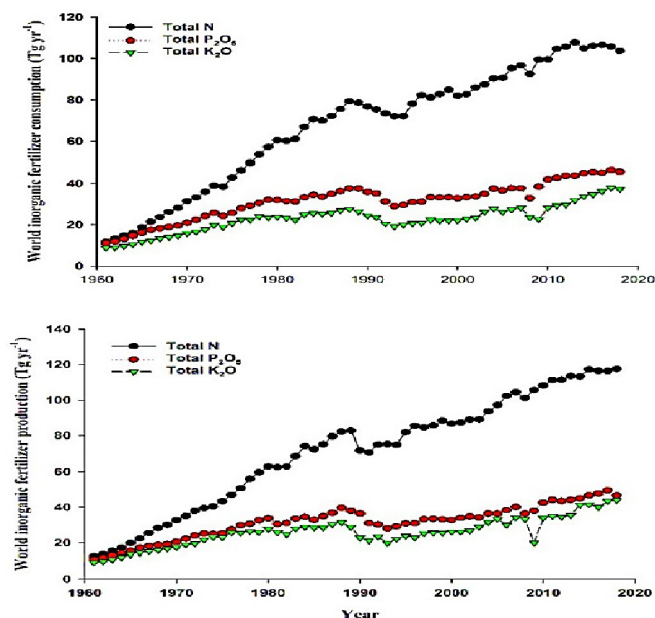 World inorganic fertilizer consumption (Tg yr⁻¹)
120
100
80
60
40
20
0
Total N
Total P₂O₅
Total K₂O
1960 1970 1980 1990 2000 2010 2020
World inorganic fertilizer production (Tg yr⁻¹)
140
120
100
80
60
40
20
0
Total N
Total P₂O₅
Total K₂O
1960 1970 1980 1990 2000 2010 2020
Year